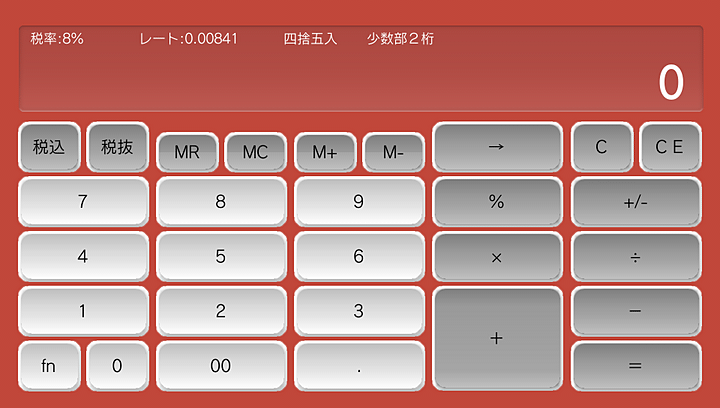 税率:8% レート:0.00841 四捨五入 少数部2桁
0
税込 税抜 MR MC M+ M- → C CE
7 8 9 % +/-
4 5 6 × ÷
1 2 3 + −
fn 0 00 . =